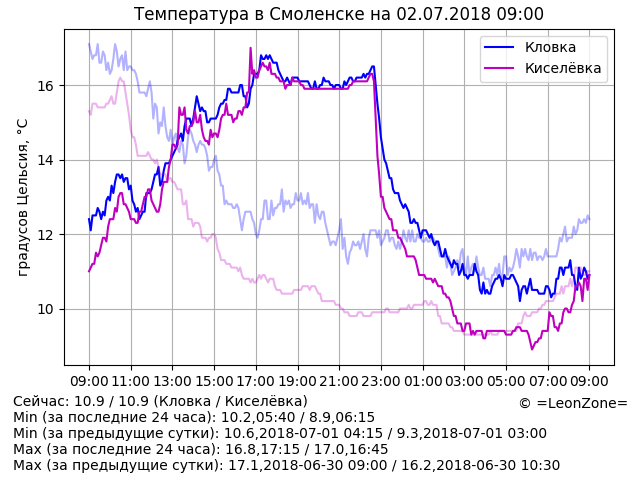 Температура в Смоленске на 02.07.2018 09:00
Кловка
Киселёвка
градусов Цельсия, °C
16
14
12
10
09:00 11:00 13:00 15:00 17:00 19:00 21:00 23:00 01:00 03:00 05:00 07:00 09:00
Сейчас: 10.9 / 10.9 (Кловка / Киселёвка)
© =LeonZone=
Min (за последние 24 часа): 10.2,05:40 / 8.9,06:15
Min (за предыдущие сутки): 10.6,2018-07-01 04:15 / 9.3,2018-07-01 03:00
Max (за последние 24 часа): 16.8,17:15 / 17.0,16:45
Max (за предыдущие сутки): 17.1,2018-06-30 09:00 / 16.2,2018-06-30 10:30